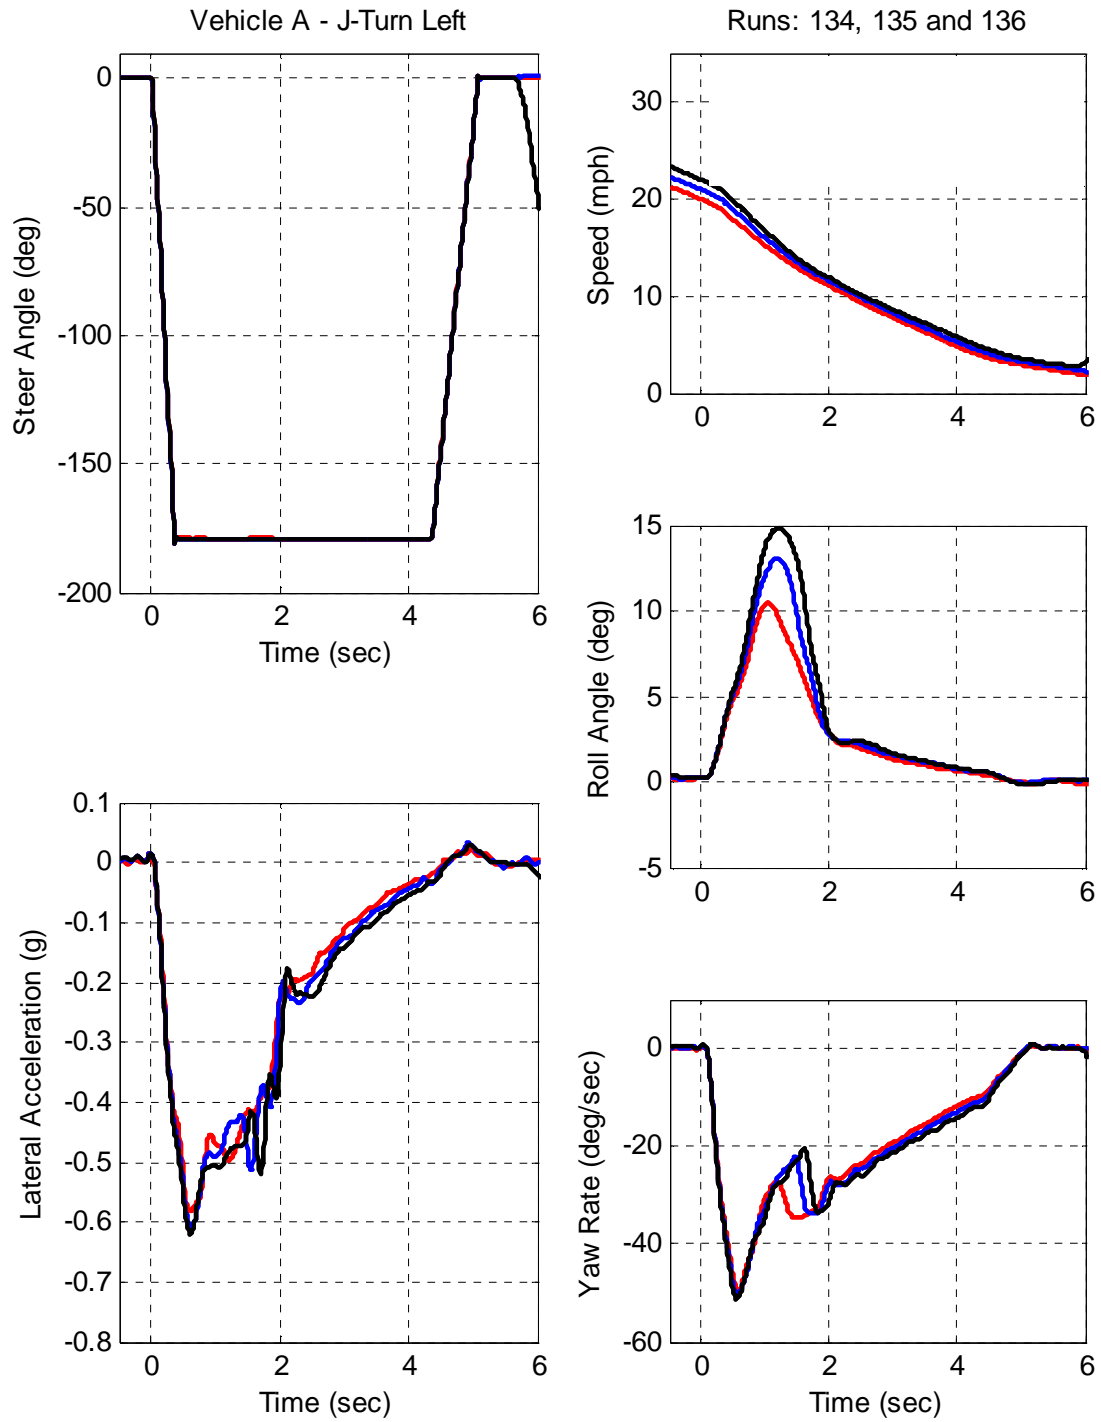 Vehicle A - J-Turn Left
0
-50
-100
-150
-200
Steer Angle (deg)
0 2 4 6
Time (sec)
0.1
0
-0.1
-0.2
-0.3
-0.4
-0.5
-0.6
-0.7
-0.8
Lateral Acceleration (g)
0 2 4 6
Time (sec)
Runs: 134, 135 and 136
30
20
10
0
Speed (mph)
0 2 4 6
15
10
5
0
-5
Roll Angle (deg)
0 2 4 6
0
-20
-40
-60
Yaw Rate (deg/sec)
0 2 4 6
Time (sec)